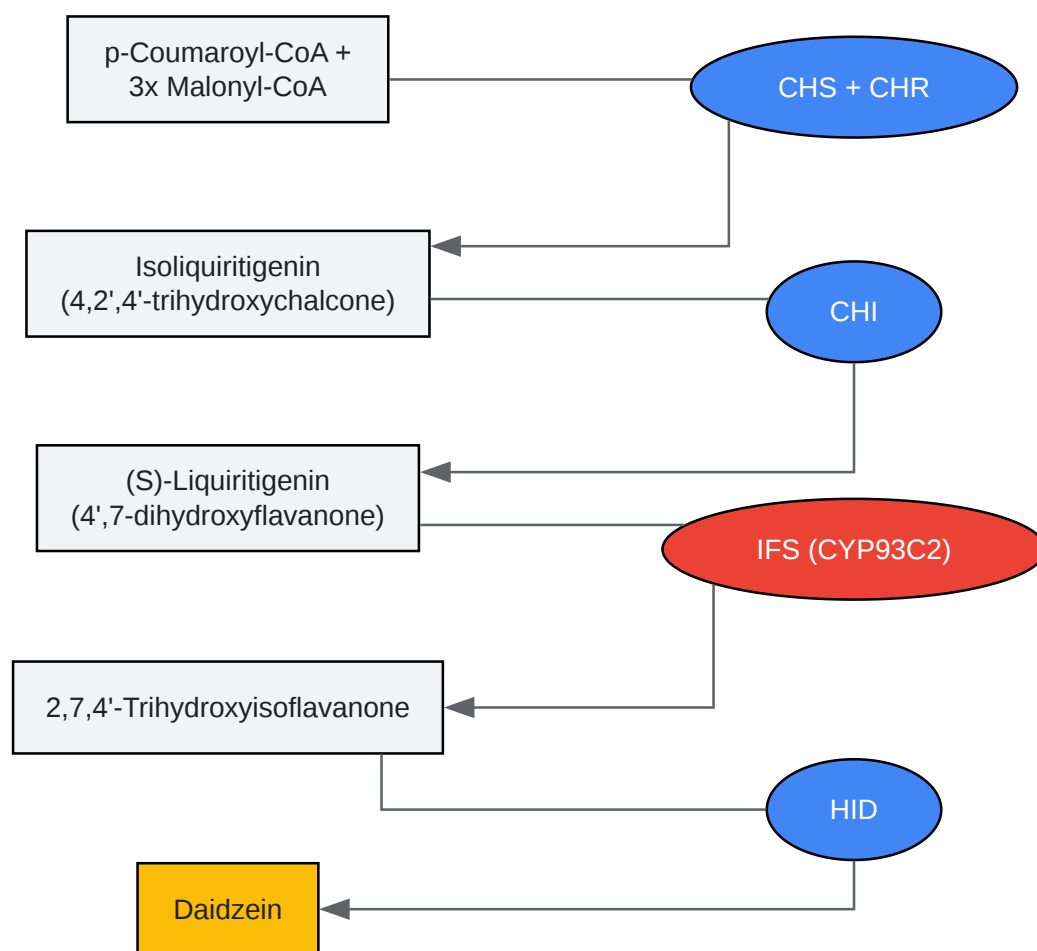 p-Coumaroyl-CoA +
3x Malonyl-CoA
CHS + CHR
Isoliquiritigenin
(4,2',4'-trihydroxychalcone)
CHI
(S)-Liquiritigenin
(4',7-dihydroxyflavanone)
IFS (CYP93C2)
2,7,4'-Trihydroxyisoflavanone
HID
Daidzein